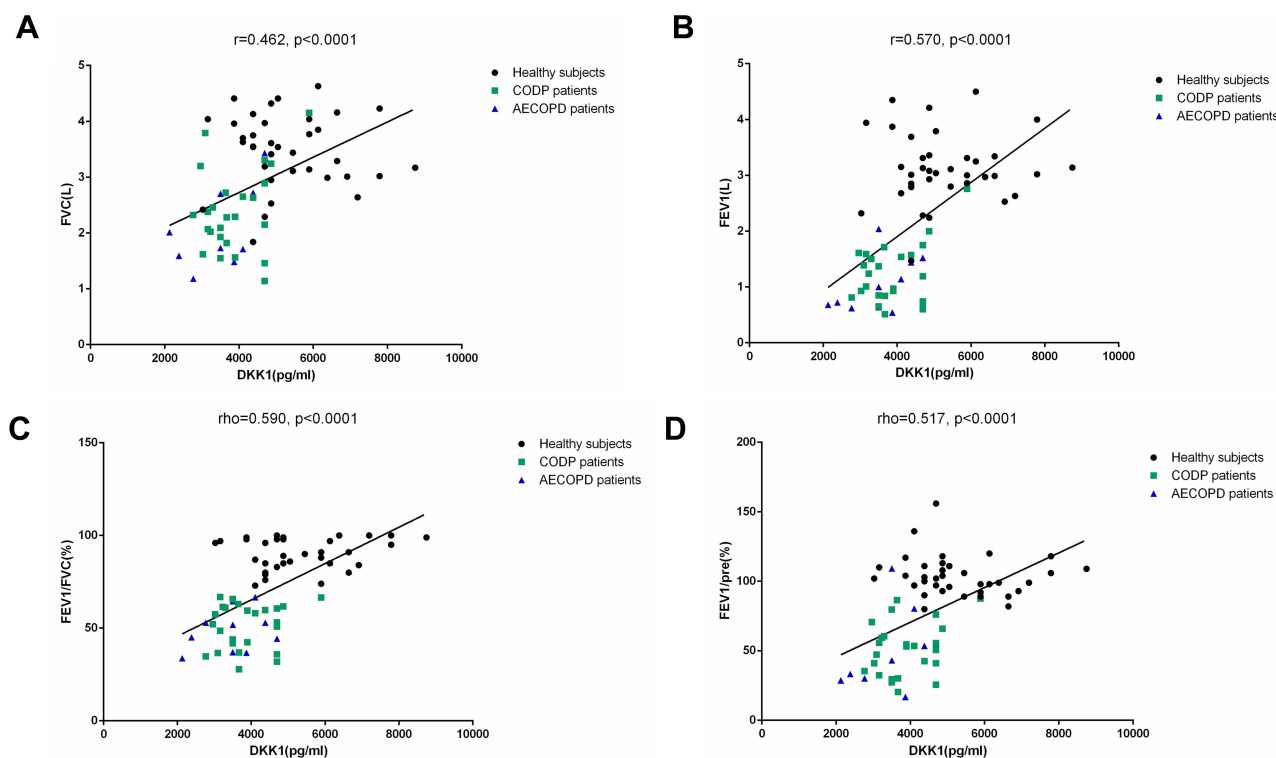 A
r=0.462, p<0.0001
5
4
3
2
1
0
FVC(L)
0 2000 4000 6000 8000 10000
DKK1(pg/ml)
Healthy subjects
CODP patients
AECOPD patients
B
r=0.570, p<0.0001
5
4
3
2
1
0
FEV1(L)
0 2000 4000 6000 8000 10000
DKK1(pg/ml)
Healthy subjects
CODP patients
AECOPD patients
C
rho=0.590, p<0.0001
150
100
50
0
FEV1/FVC(%)
0 2000 4000 6000 8000 10000
DKK1(pg/ml)
Healthy subjects
CODP patients
AECOPD patients
D
rho=0.517, p<0.0001
200
150
100
50
0
FEV1/pre(%)
0 2000 4000 6000 8000 10000
DKK1(pg/ml)
Healthy subjects
CODP patients
AECOPD patients